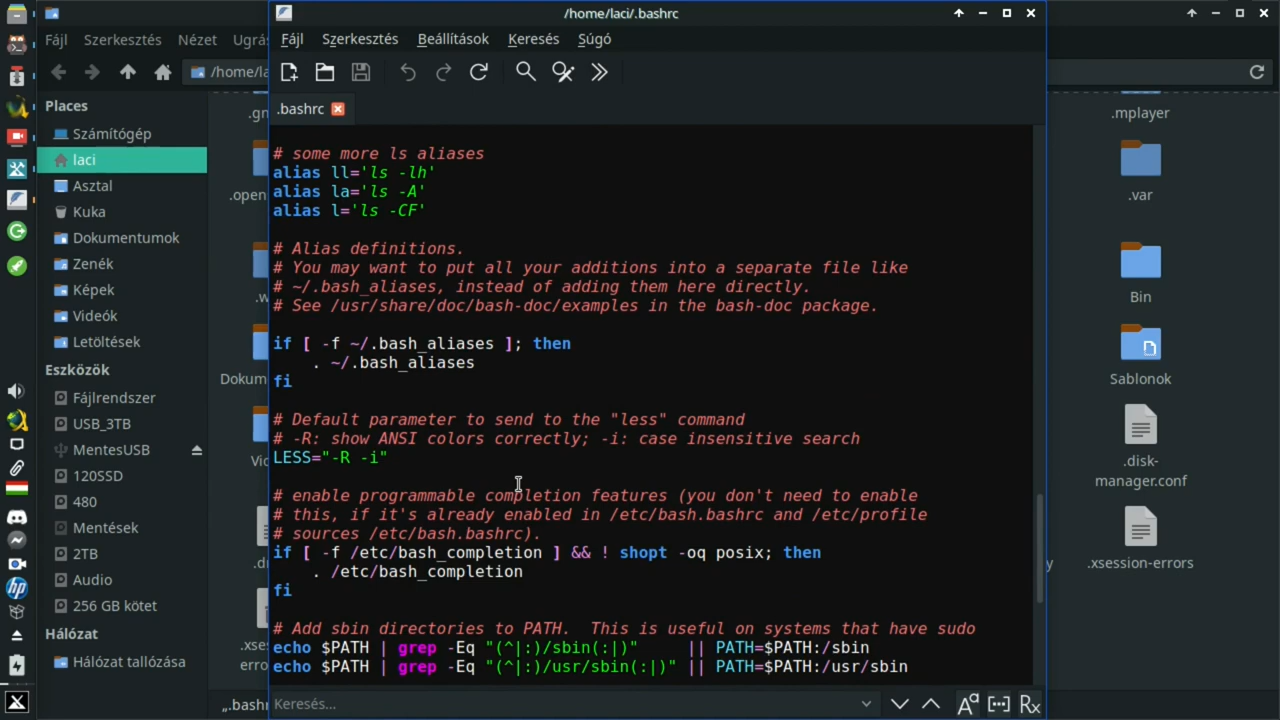 /home/laci/.bashrc
Fájl Szerkesztés Nézet Ugrás
Fájl Szerkesztés Beállítások Keresés Súgó
/home/la
.bashrc
Places
Számítógép
laci
Asztal
Kuka
Dokumentumok
Zenék
Képek
Videók
Letöltések
Eszközök
Fájlrendszer
USB_3TB
MentesUSB
120SSD
480
Mentések
2TB
Audio
256 GB kötet
Hálózat
Hálózat tallózása
.gn
.open
.w
Dokum
Vid
.xse
erro
„.bashr
# some more ls aliases
alias ll='ls -lh'
alias la='ls -A'
alias l='ls -CF'
# Alias definitions.
# You may want to put all your additions into a separate file like
# ~/.bash_aliases, instead of adding them here directly.
# See /usr/share/doc/bash-doc/examples in the bash-doc package.
if [ -f ~/.bash_aliases ]; then
    . ~/.bash_aliases
fi
# Default parameter to send to the "less" command
# -R: show ANSI colors correctly; -i: case insensitive search
LESS="-R -i"
# enable programmable completion features (you don't need to enable
# this, if it's already enabled in /etc/bash.bashrc and /etc/profile
# sources /etc/bash.bashrc).
if [ -f /etc/bash_completion ] && ! shopt -oq posix; then
    . /etc/bash_completion
fi
# Add sbin directories to PATH.  This is useful on systems that have sudo
echo $PATH | grep -Eq "(^|:)/sbin(:|)"     || PATH=$PATH:/sbin
echo $PATH | grep -Eq "(^|:)/usr/sbin(:|)" || PATH=$PATH:/usr/sbin
Keresés...
.mplayer
.var
Bin
Sablonok
.disk-
manager.conf
y
.xsession-errors
hp